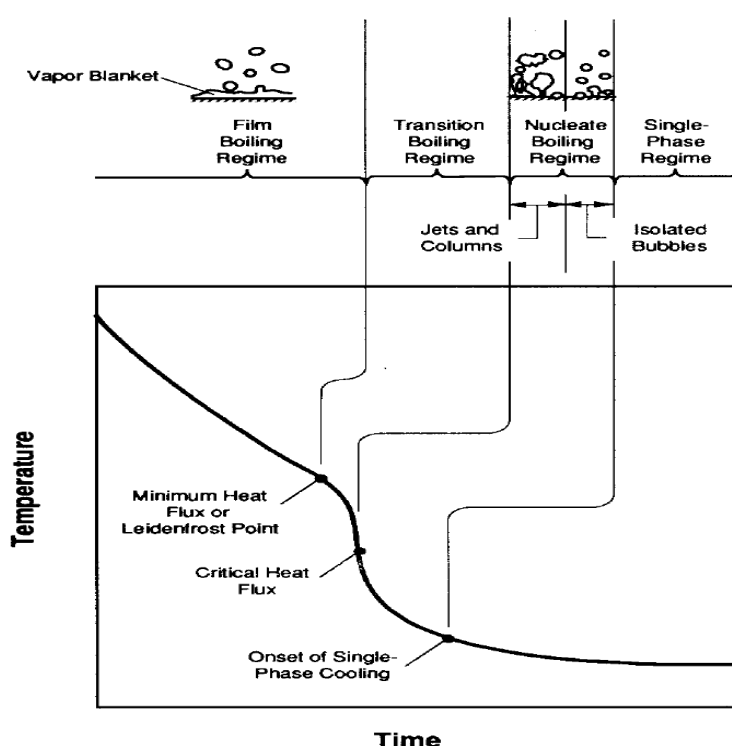 Vapor Blanket
Film
Boiling
Regime
Transition
Boiling
Regime
Nucleate
Boiling
Regime
Single-
Phase
Regime
Jets and
Columns
Isolated
Bubbles
Temperature
Minimum Heat
Flux or
Leidenfrost Point
Critical Heat
Flux
Onset of Single-
Phase Cooling
Time